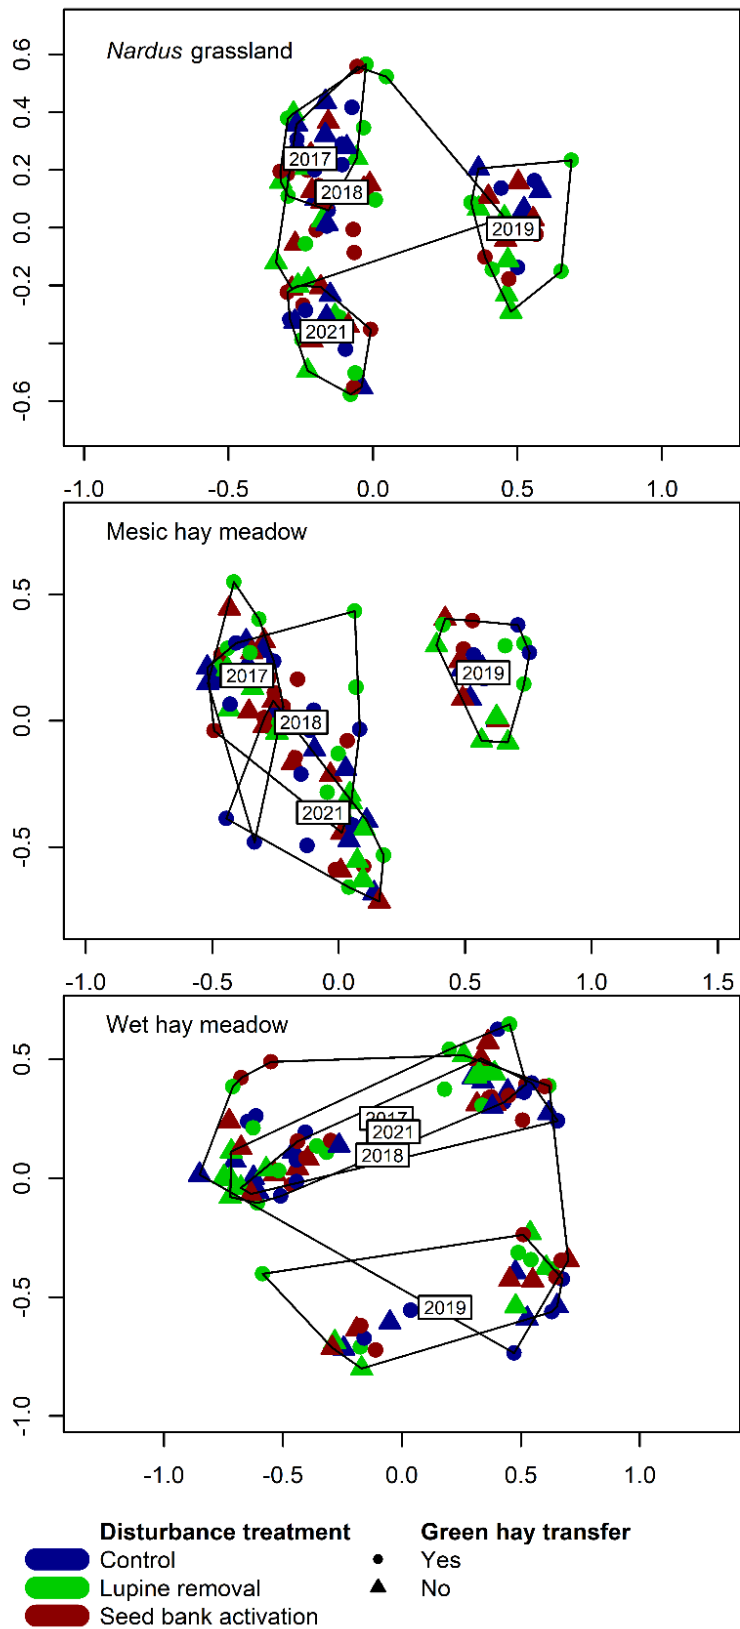 Nardus grassland
0.6
0.4
0.2
0.0
-0.2
-0.4
-0.6
2017
2018
2019
2021
-1.0 -0.5 0.0 0.5 1.0
Mesic hay meadow
0.5
0.0
-0.5
2017
2019
2018
2021
-1.0 -0.5 0.0 0.5 1.0 1.5
Wet hay meadow
0.5
0.0
-0.5
-1.0
2017
2021
2018
2019
-1.0 -0.5 0.0 0.5 1.0
Disturbance treatment Green hay transfer
Control Yes
Lupine removal No
Seed bank activation